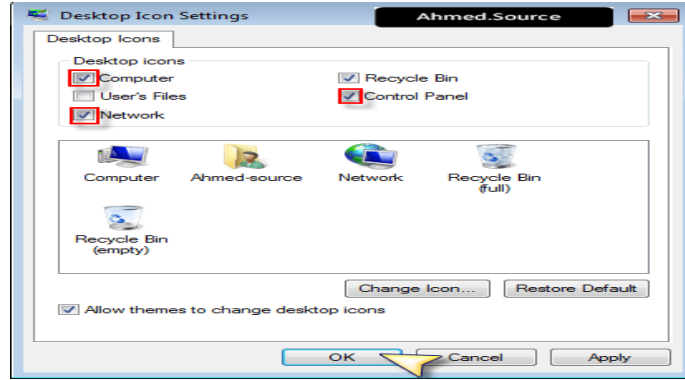 Desktop Icon Settings
Ahmed.Source
Desktop Icons
Desktop icons
Computer
Recycle Bin
User's Files
Control Panel
Network
Computer
Ahmed-source
Network
Recycle Bin
(full)
Recycle Bin
(empty)
Change Icon...
Restore Default
Allow themes to change desktop icons
OK
Cancel
Apply